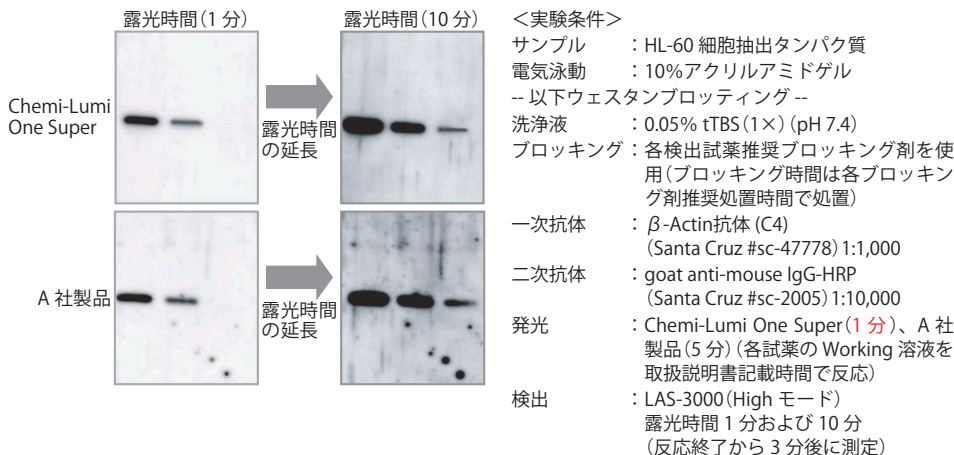 露光時間（1 分）
露光時間（10 分）
Chemi-Lumi
One Super
露光時間
の延長
A 社製品
露光時間
の延長
＜実験条件＞
サンプル ：HL-60 細胞抽出タンパク質
電気泳動 ：10%アクリルアミドゲル
-- 以下ウェスタンブロッティング --
洗浄液 ：0.05% tTBS（1×）（pH 7.4）
ブロッキング：各検出試薬推奨ブロッキング剤を使
用（ブロッキング時間は各ブロッキン
グ剤推奨処置時間で処置）
一次抗体 ：β-Actin抗体 (C4)
（Santa Cruz #sc-47778）1:1,000
二次抗体 ：goat anti-mouse IgG-HRP
（Santa Cruz #sc-2005）1:10,000
発光 ：Chemi-Lumi One Super（1 分）、A 社
製品（5 分）（各試薬の Working 溶液を
取扱説明書記載時間で反応）
検出 ：LAS-3000（High モード）
露光時間 1 分および 10 分
（反応終了から 3 分後に測定）